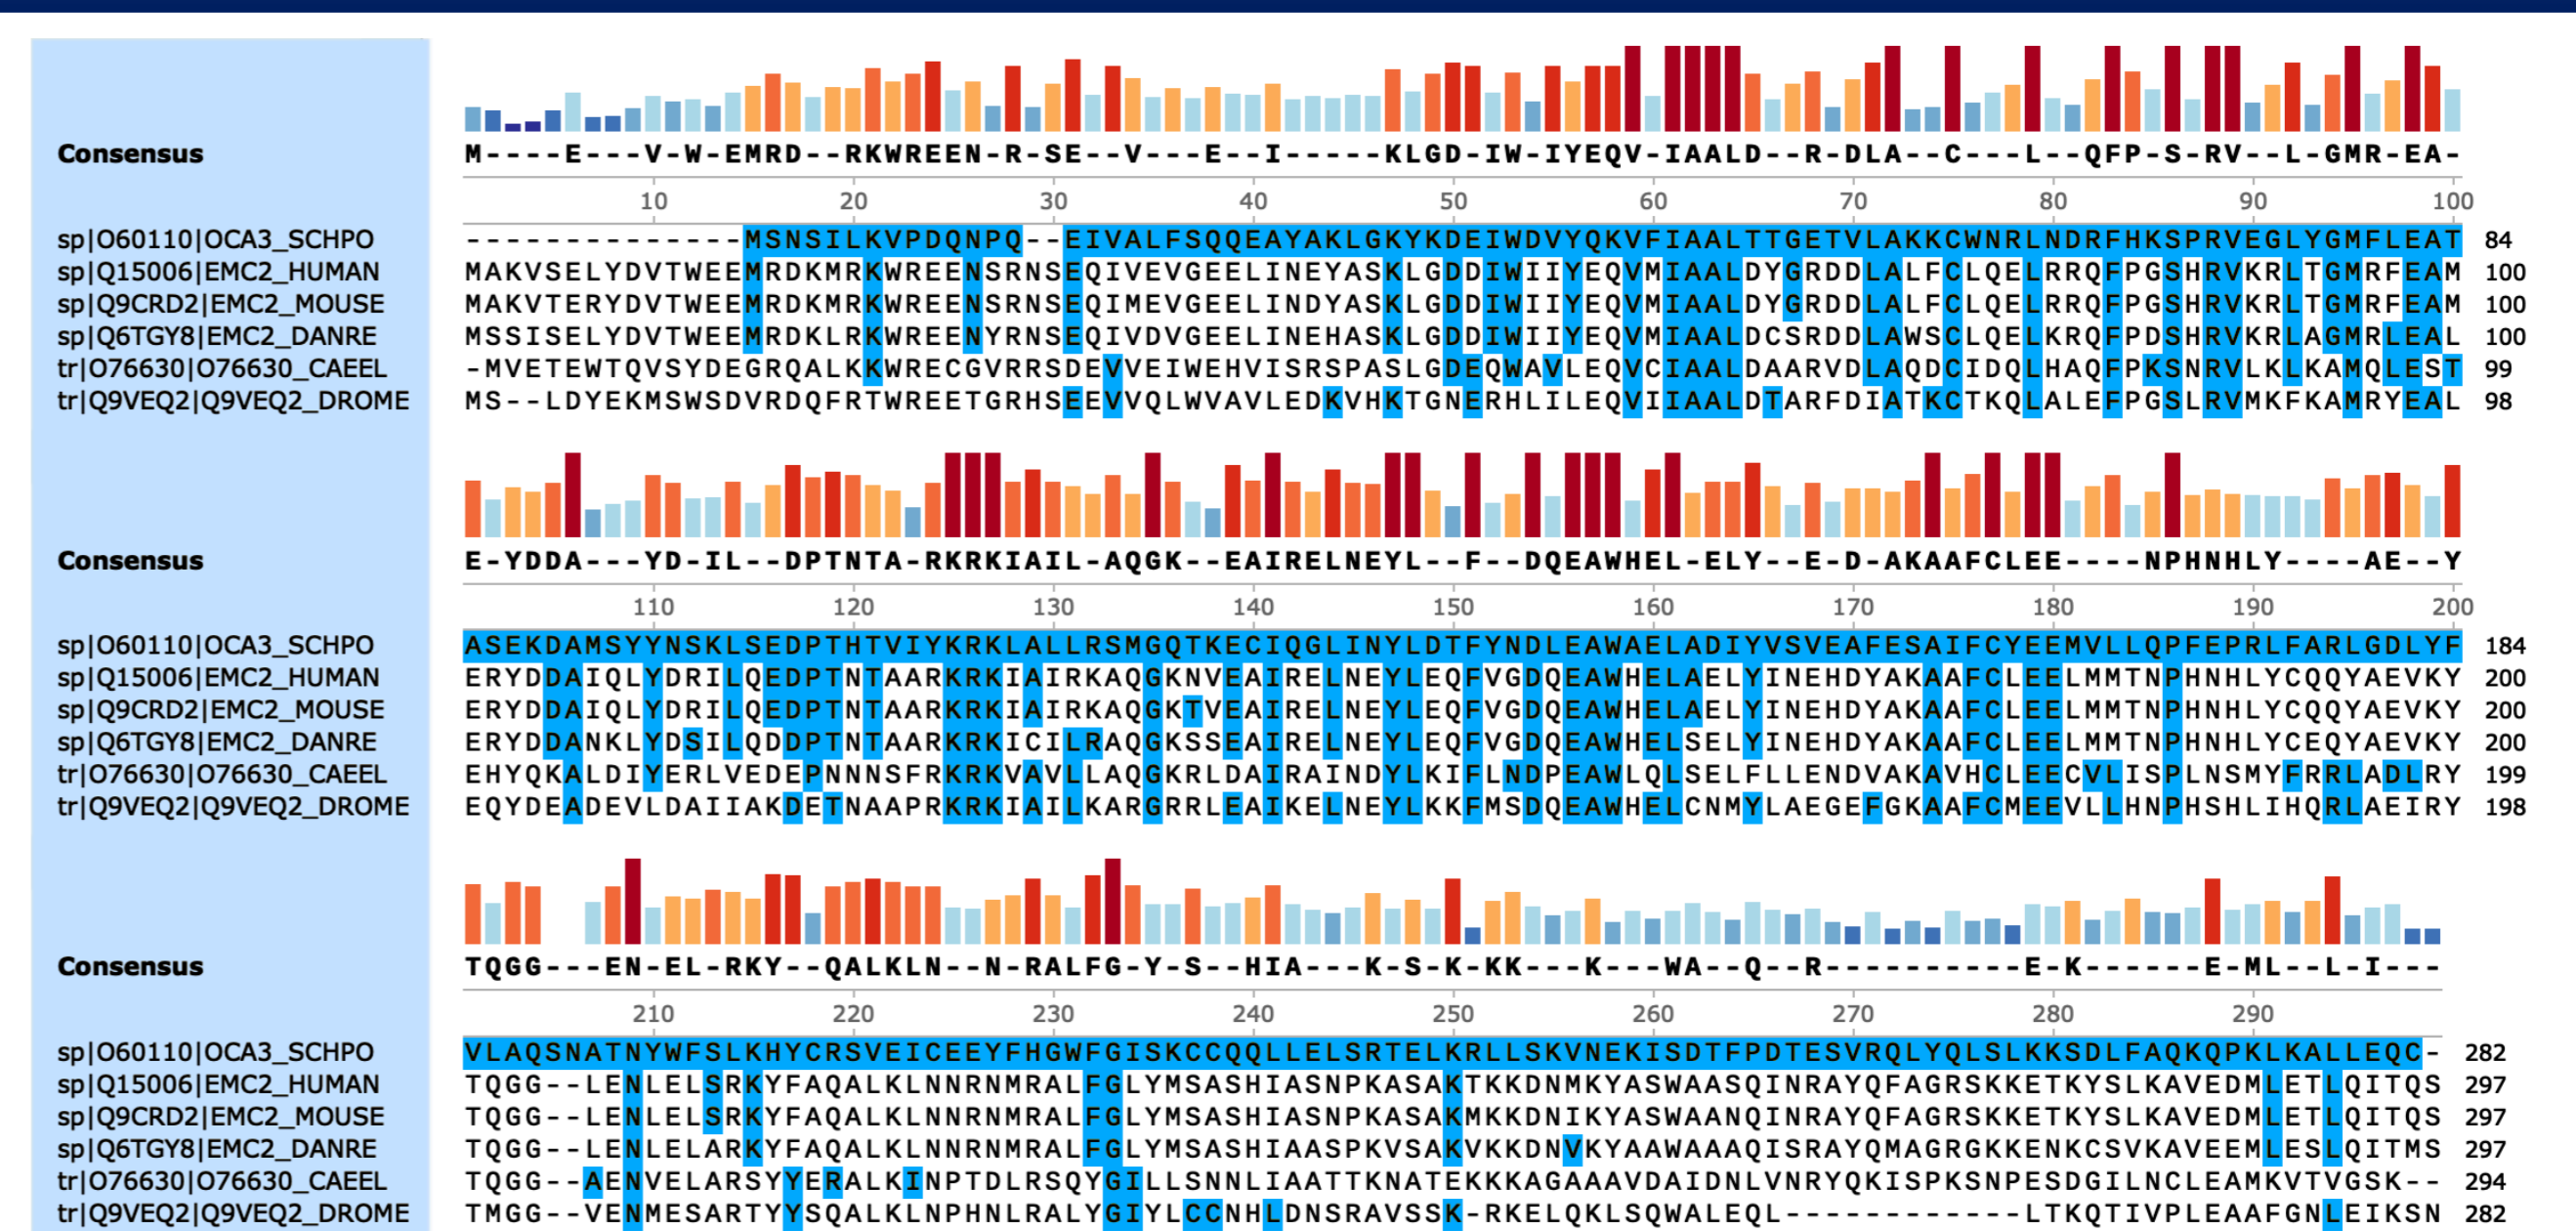 Consensus M----E---V-W-EMRD--RKWREEN-R-SE--V---E--I-----KLGD-IW-IYEQV-IAALD--R-DLA--C---L--QFP-S-RV--L-GMR-EA-
10 20 30 40 50 60 70 80 90 100
sp|O60110|OCA3_SCHPO --------------MSNSILKVPDQNPQ--EIVALFSQQEAYAKLGKYKDEIWDVYQKVFIAALTTGETVLAKKCWNRLNDRFHKSPRVEGLYGMFLEAT 84
sp|Q15006|EMC2_HUMAN MAKVSELYDVTWEEMRDKMRKWREENSRNSEQIVEVGEELINEYASKLGDDIWIIYEQVMIAALDYGRDDLALFCLQELRRQFPGSHRVKRLTGMRFEAM 100
sp|Q9CRD2|EMC2_MOUSE MAKVTERYDVTWEEMRDKMRKWREENSRNSEQIMEVGEELINDYASKLGDDIWIIYEQVMIAALDYGRDDLALFCLQELRRQFPGSHRVKRLTGMRFEAM 100
sp|Q6TGY8|EMC2_DANRE MSSISELYDVTWEEMRDKLRKWREENYRNSEQIVDVGEELINEHASKLGDDIWIIYEQVMIAALDCSRDDLAWSCLQELKRQFPDSHRVKRLAGMRLEAL 100
tr|O76630|O76630_CAEEL -MVETEWTQVSYDEGRQALKKWRECGVRRSDEVVEIWEHVISRSPASLGDEQWAVLEQVCIAALDAARVDLAQDCIDQLHAQFPKSNRVLKLKAMQLEST 99
tr|Q9VEQ2|Q9VEQ2_DROME MS--LDYEKMSWSDVRDQFRTWREETGRHSEEVVQLWVAVLEDKVHKTGNERHLILEQVIIAALDTARFDIATKCTKQLALEFPGSLRVMKFKAMRYEAL 98
Consensus E-YDDA---YD-IL--DPTNTA-RKRKIAIL-AQGK--EAIRELNEYL--F--DQEAWHEL-ELY--E-D-AKAAFCLEE----NPHNHLY----AE--Y
110 120 130 140 150 160 170 180 190 200
sp|O60110|OCA3_SCHPO ASEKDAMSYYNSKLSEDPTHTVIYKRKLALLRSMGQTKECIQGLINYLDTFYNDLEAWAELADIYVSVEAFESAIFCYEEMVLLQPFEPRLFARLGDLYF 184
sp|Q15006|EMC2_HUMAN ERYDDAIQLYDRILQEDPTNTAARKRKIAIRKAQGKNVEAIRELNEYLEQFVGDQEAWHELAELYINEHDYAKAAFCLEELMMTNPHNHLYCQQYAEVKY 200
sp|Q9CRD2|EMC2_MOUSE ERYDDAIQLYDRILQEDPTNTAARKRKIAIRKAQGKTVEAIRELNEYLEQFVGDQEAWHELAELYINEHDYAKAAFCLEELMMTNPHNHLYCQQYAEVKY 200
sp|Q6TGY8|EMC2_DANRE ERYDDANKLYDSILQDDPTNTAARKRKICILRAQGKSSEAIRELNEYLEQFVGDQEAWHELSELYINEHDYAKAAFCLEELMMTNPHNHLYCEQYAEVKY 200
tr|O76630|O76630_CAEEL EHYQKALDIYERLVEDEPNNNSFRKRKVAVLLAQGKRLDAIRAINDYLKIFLNDPEAWLQLSELFLLENDVAKAVHCLEECVLISPLNSMYFRRLADLRY 199
tr|Q9VEQ2|Q9VEQ2_DROME EQYDEADEVLDAIIAKDETNAAPRKRKIAILKARGRRLEAIKELNEYLKKFMSDQEAWHELCNMYLAEGEFGKAAFCMEEVLLHNPHSHLIHQRLAEIRY 198
Consensus TQGG---EN-EL-RKY--QALKLN--N-RALFG-Y-S--HIA---K-S-K-KK---K---WA--Q--R----------E-K------E-ML--L-I---
210 220 230 240 250 260 270 280 290
sp|O60110|OCA3_SCHPO VLAQSNATNYWFSLKHYCRSVEICEEYFHGWFGISKCCQQLLELSRTELKRLLSKVNEKISDTFPDTESVRQLYQLSLKKSDLFAQKQPKLKALLEQC- 282
sp|Q15006|EMC2_HUMAN TQGG--LENLELSRKYFAQALKLNNRNMRALFGLYMSASHIASNPKASAKTKKDNMKYASWAASQINRAYQFAGRSKKETKYSLKAVEDMLETLQITQS 297
sp|Q9CRD2|EMC2_MOUSE TQGG--LENLELSRKYFAQALKLNNRNMRALFGLYMSASHIASNPKASAKMKKDNIKYASWAANQINRAYQFAGRSKKETKYSLKAVEDMLETLQITQS 297
sp|Q6TGY8|EMC2_DANRE TQGG--LENLELARKYFAQALKLNNRNMRALFGLYMSASHIAASPKVSAKVKKDNVKYAAWAAAQISRAYQMAGRGKKENKCSVKAVEEMLESLQITMS 297
tr|O76630|O76630_CAEEL TQGG--AENVELARSYYERALKINPTDLRSQYGILLSNNLIAATTKNATEKKKAGAAAVDAIDNLVNRYQKISPKSNPESDGILNCLEAMKVTVGSK-- 294
tr|Q9VEQ2|Q9VEQ2_DROME TMGG--VENMESARTYYSQALKLNPHNLRALYGIYLCCNHLDNSRAVSSK-RKELQKLSQWALEQL------------LTKQTIVPLEAAFGNLEIKSN 282